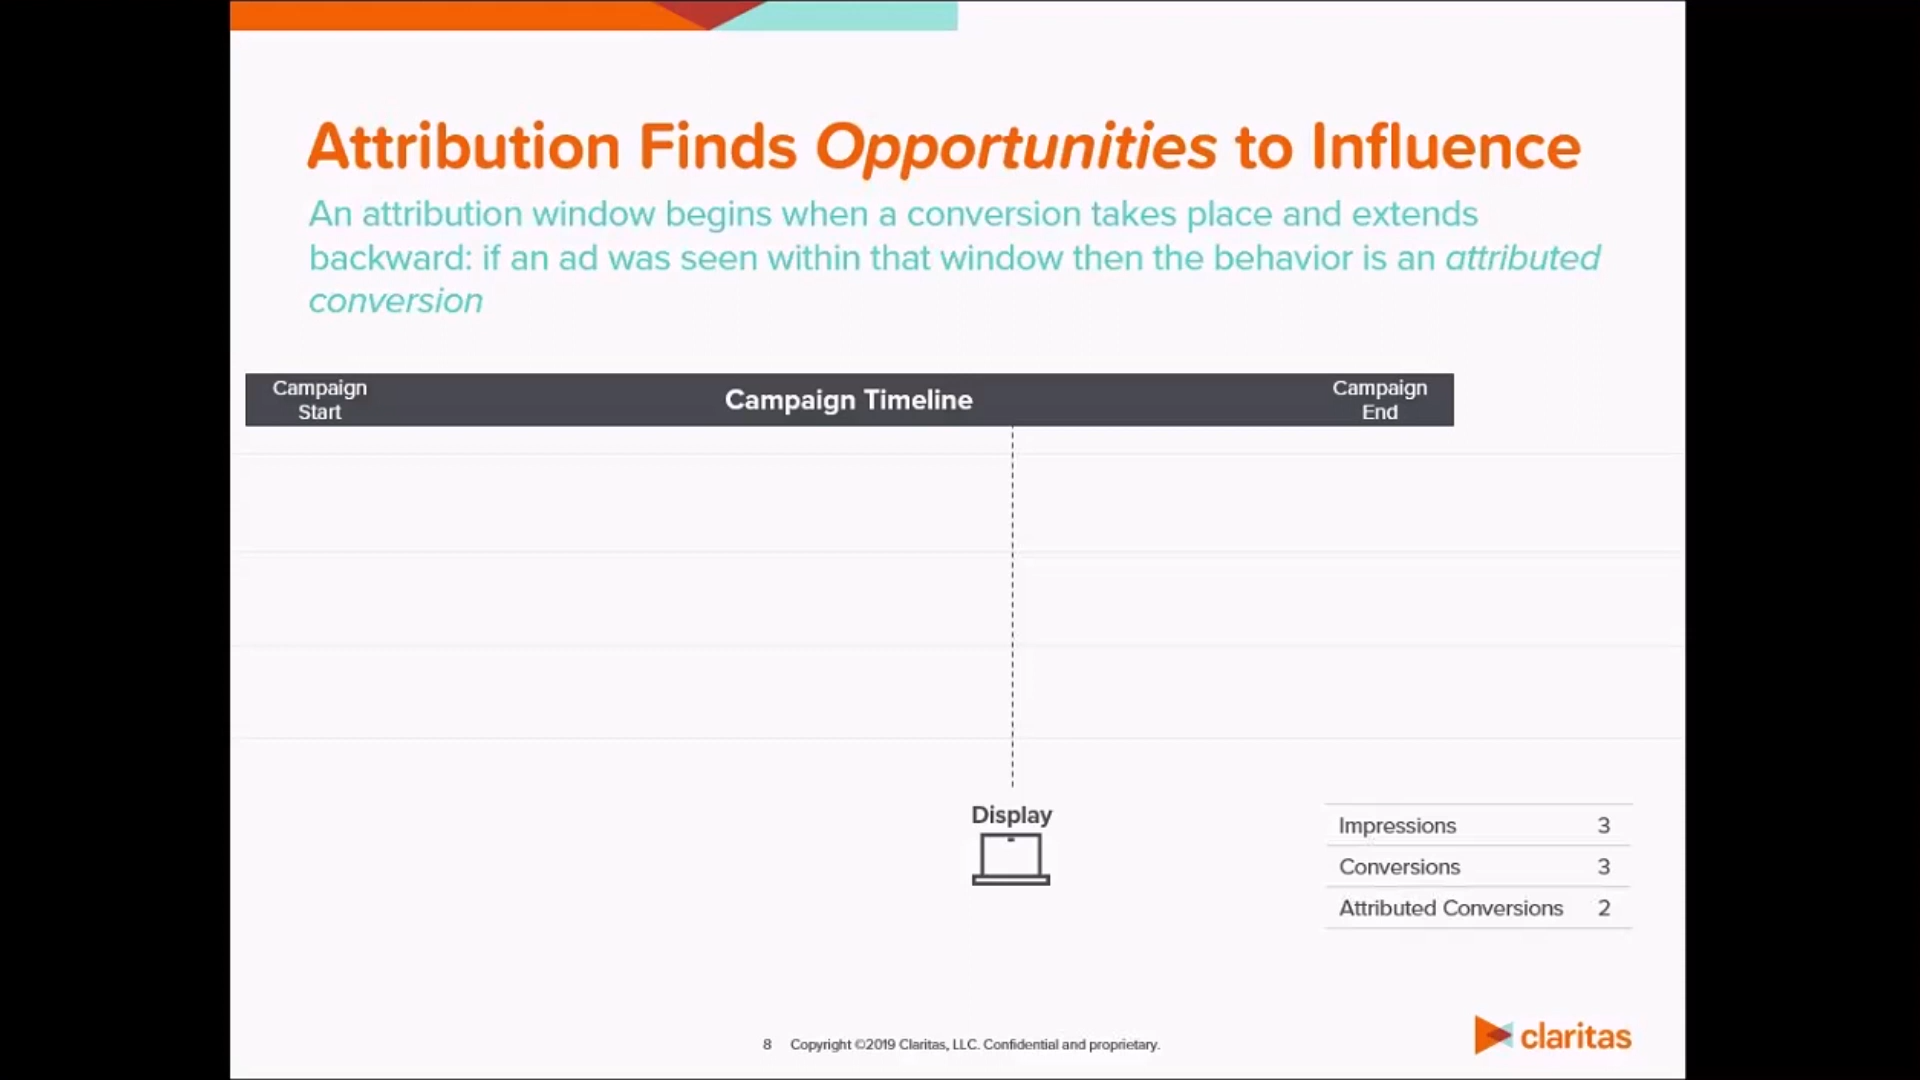 Attribution Finds Opportunities to Influence
An attribution window begins when a conversion takes place and extends
backward: if an ad was seen within that window then the behavior is an attributed
conversion
Campaign
Start
Campaign Timeline
Campaign
End
Display
Impressions 3
Conversions 3
Attributed Conversions 2
8 Copyright ©2019 Claritas, LLC. Confidential and proprietary.
claritas